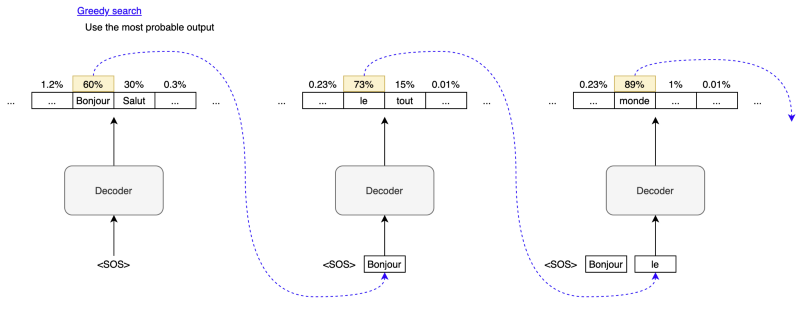 Greedy search
Use the most probable output
1.2% 60% 30% 0.3% 0.23% 73% 15% 0.01% 0.23% 89% 1% 0.01%
... ... Bonjour Salut ... ... ... ... le tout ... ... ... ... monde ... ... ...
Decoder Decoder Decoder
<SOS> <SOS> Bonjour <SOS> Bonjour le